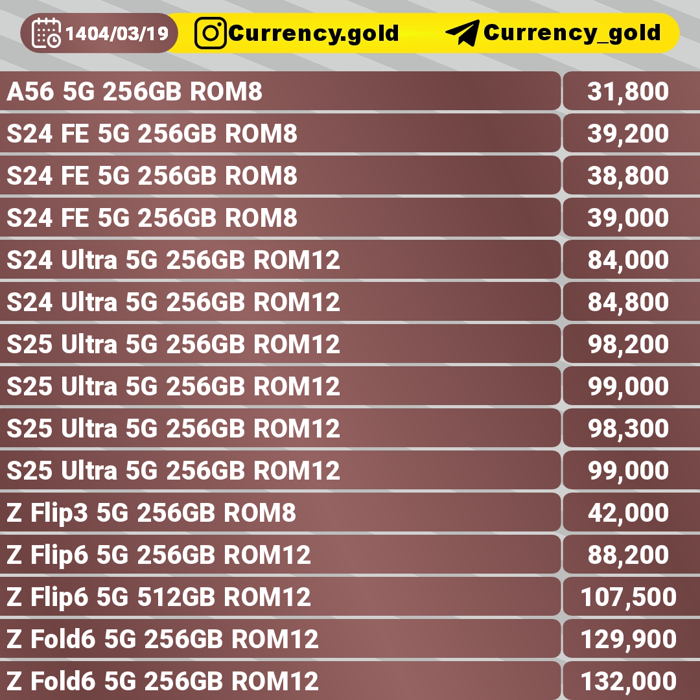 1404/03/19 Currency.gold Currency_gold
A56 5G 256GB ROM8 31,800
S24 FE 5G 256GB ROM8 39,200
S24 FE 5G 256GB ROM8 38,800
S24 FE 5G 256GB ROM8 39,000
S24 Ultra 5G 256GB ROM12 84,000
S24 Ultra 5G 256GB ROM12 84,800
S25 Ultra 5G 256GB ROM12 98,200
S25 Ultra 5G 256GB ROM12 99,000
S25 Ultra 5G 256GB ROM12 98,300
S25 Ultra 5G 256GB ROM12 99,000
Z Flip3 5G 256GB ROM8 42,000
Z Flip6 5G 256GB ROM12 88,200
Z Flip6 5G 512GB ROM12 107,500
Z Fold6 5G 256GB ROM12 129,900
Z Fold6 5G 256GB ROM12 132,000